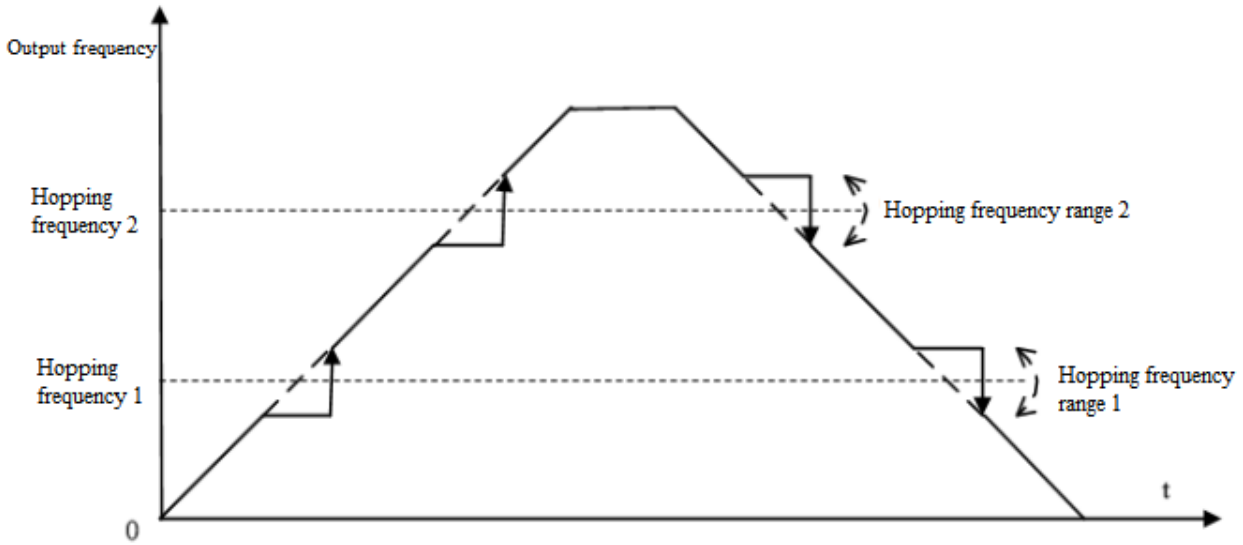 Output frequency
Hopping
frequency 2
Hopping frequency range 2
Hopping
frequency 1
Hopping frequency
range 1
t
0